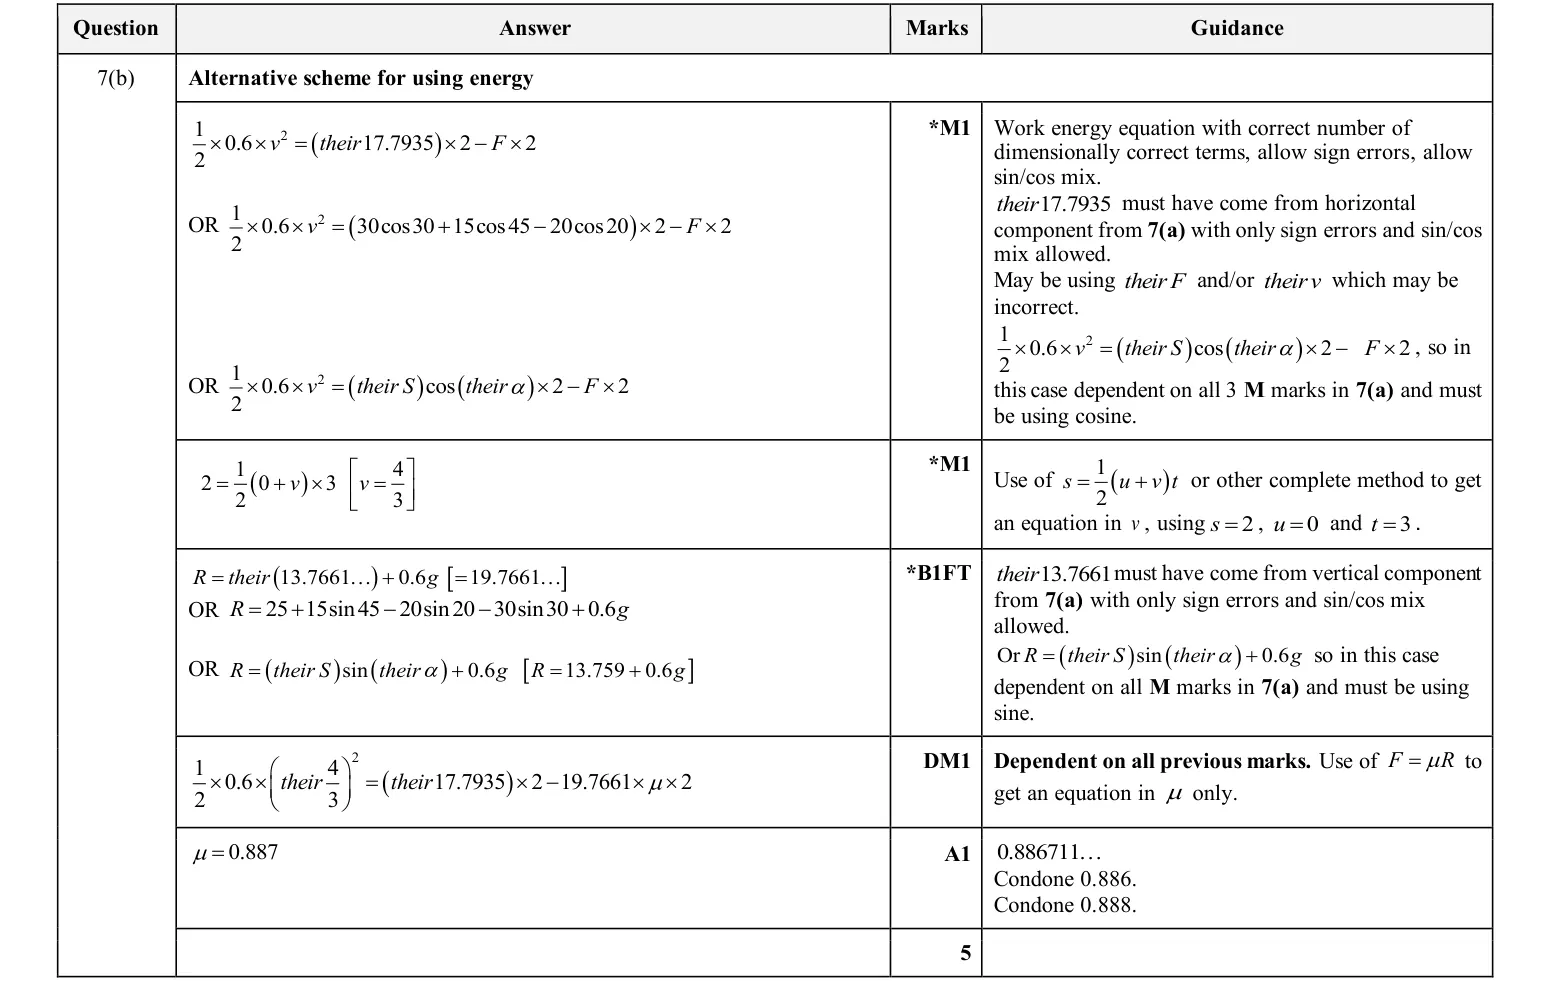 Question Answer Marks Guidance
7(b) Alternative scheme for using energy
1/2 × 0.6 × v² = (their 17.7935) × 2 − F × 2
OR 1/2 × 0.6 × v² = (30cos30 + 15cos45 − 20cos20) × 2 − F × 2
OR 1/2 × 0.6 × v² = (their S)cos(their α) × 2 − F × 2
*M1
Work energy equation with correct number of
dimensionally correct terms, allow sign errors, allow
sin/cos mix.
their 17.7935 must have come from horizontal
component from 7(a) with only sign errors and sin/cos
mix allowed.
May be using their F and/or their v which may be
incorrect.
1/2 × 0.6 × v² = (their S)cos(their α) × 2 − F × 2, so in
this case dependent on all 3 M marks in 7(a) and must
be using cosine.
2 = 1/2(0 + v) × 3 [v = 4/3]
*M1
Use of s = 1/2(u + v)t or other complete method to get
an equation in v, using s = 2, u = 0 and t = 3.
R = their(13.7661…) + 0.6g [= 19.7661…]
OR R = 25 + 15sin45 − 20sin20 − 30sin30 + 0.6g
OR R = (their S)sin(their α) + 0.6g [R = 13.759 + 0.6g]
*B1FT
their 13.7661 must have come from vertical component
from 7(a) with only sign errors and sin/cos mix
allowed.
Or R = (their S)sin(their α) + 0.6g so in this case
dependent on all M marks in 7(a) and must be using
sine.
1/2 × 0.6 × (their 4/3)² = (their 17.7935) × 2 − 19.7661 × μ × 2
DM1
Dependent on all previous marks. Use of F = μR to
get an equation in μ only.
μ = 0.887
A1
0.886711…
Condone 0.886.
Condone 0.888.
5